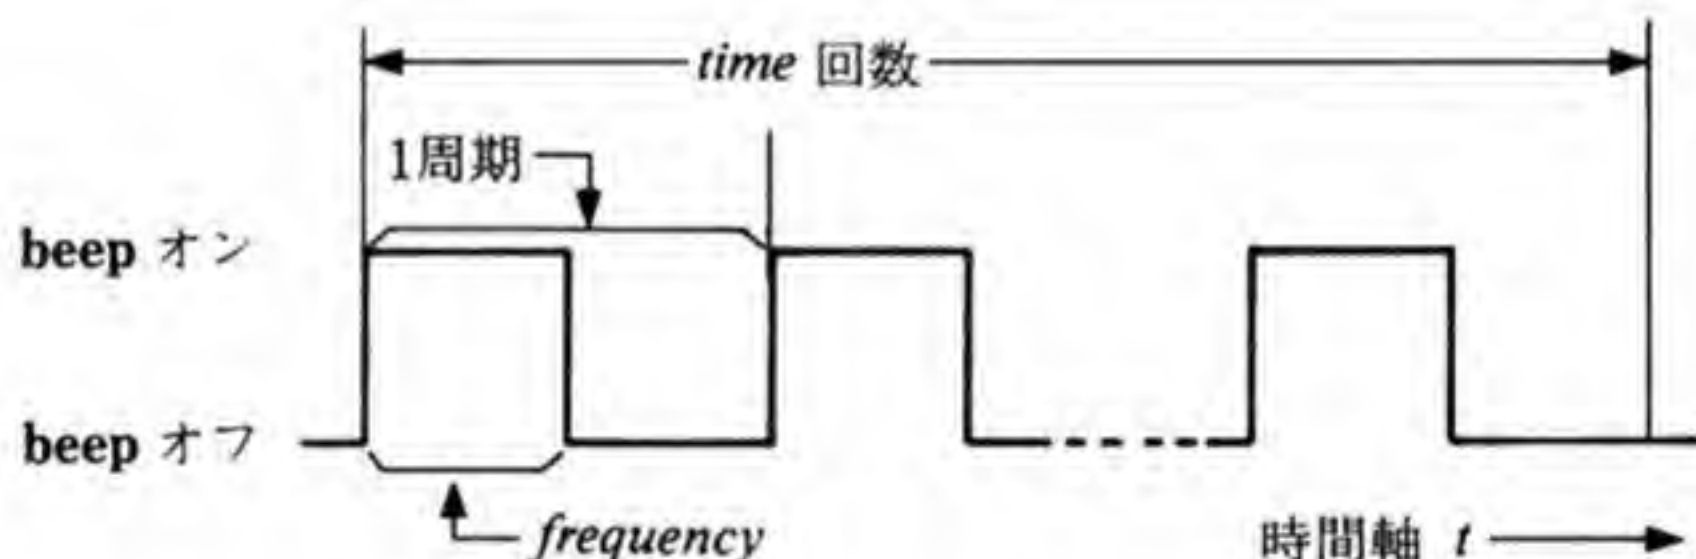 time 回数
1周期
beep オン
beep オフ
frequency
時間軸 t